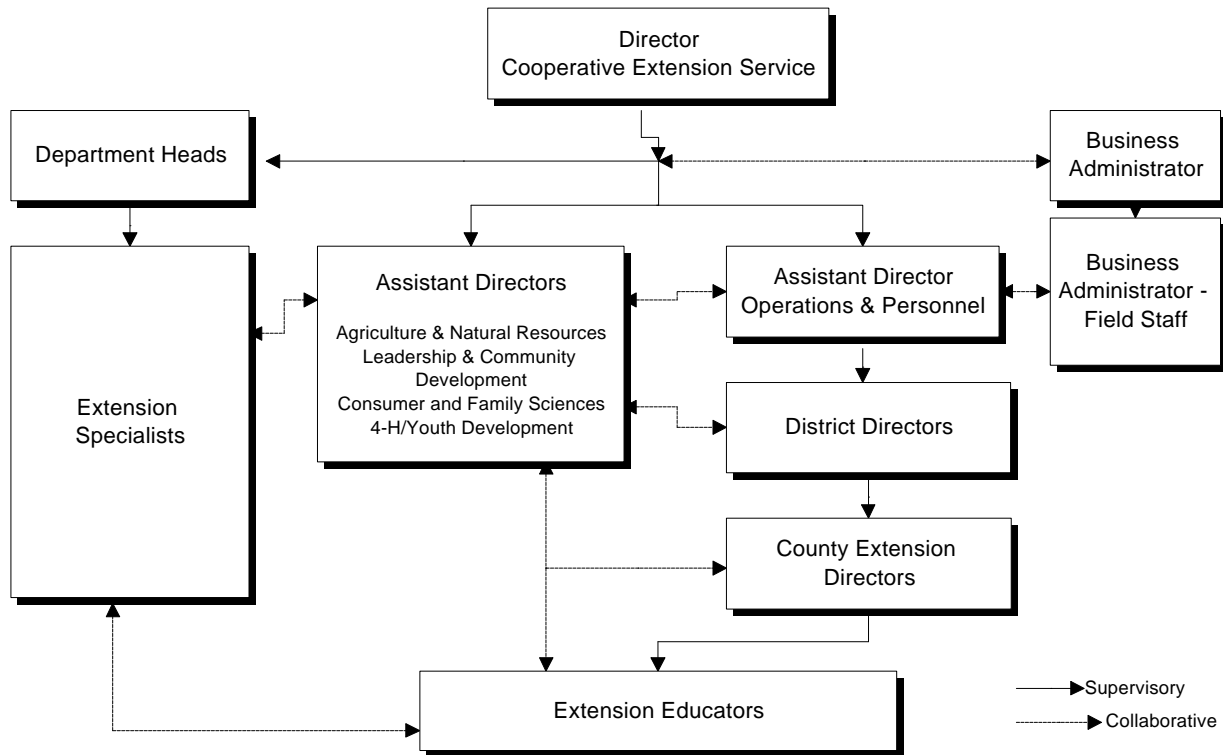 Director
Cooperative Extension Service
Department Heads
Business
Administrator
Extension
Specialists
Assistant Directors
Agriculture & Natural Resources
Leadership & Community
Development
Consumer and Family Sciences
4-H/Youth Development
Assistant Director
Operations & Personnel
Business
Administrator -
Field Staff
District Directors
County Extension
Directors
Extension Educators
Supervisory
Collaborative